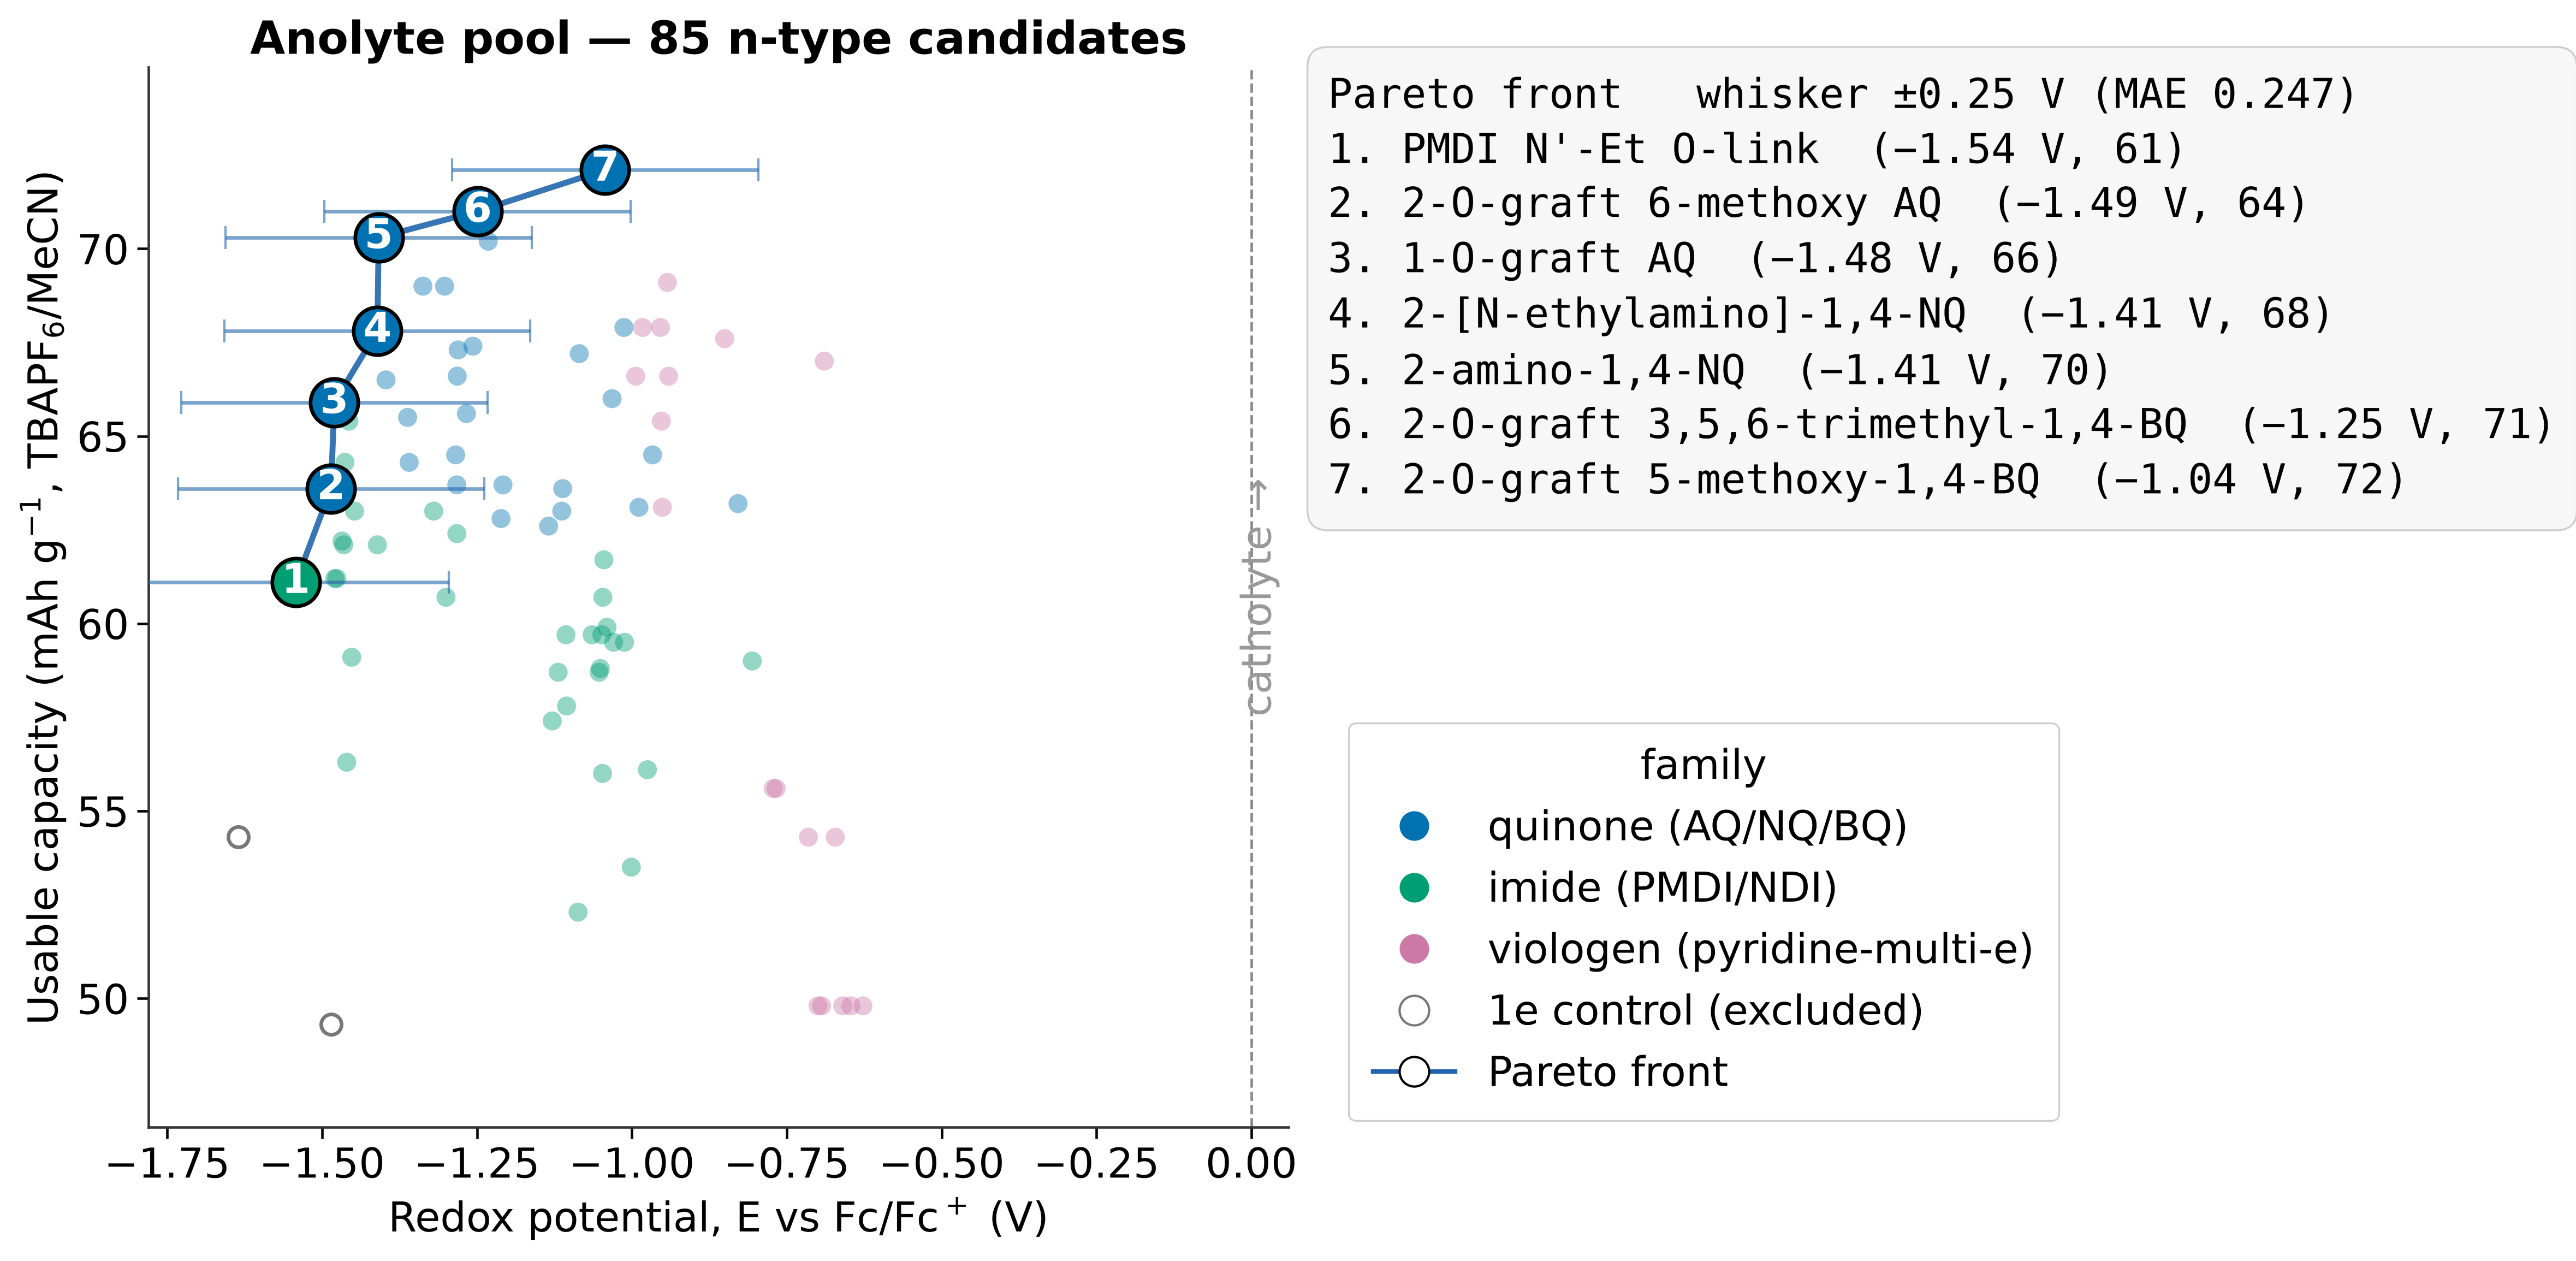 Anolyte pool — 85 n-type candidates
Usable capacity (mAh g⁻¹, TBAPF₆/MeCN)
70
65
60
55
50
7
6
5
4
3
2
1
catholyte →
−1.75 −1.50 −1.25 −1.00 −0.75 −0.50 −0.25 0.00
Redox potential, E vs Fc/Fc⁺ (V)
Pareto front   whisker ±0.25 V (MAE 0.247)
1. PMDI N'-Et O-link  (−1.54 V, 61)
2. 2-O-graft 6-methoxy AQ  (−1.49 V, 64)
3. 1-O-graft AQ  (−1.48 V, 66)
4. 2-[N-ethylamino]-1,4-NQ  (−1.41 V, 68)
5. 2-amino-1,4-NQ  (−1.41 V, 70)
6. 2-O-graft 3,5,6-trimethyl-1,4-BQ  (−1.25 V, 71)
7. 2-O-graft 5-methoxy-1,4-BQ  (−1.04 V, 72)
family
quinone (AQ/NQ/BQ)
imide (PMDI/NDI)
viologen (pyridine-multi-e)
1e control (excluded)
Pareto front